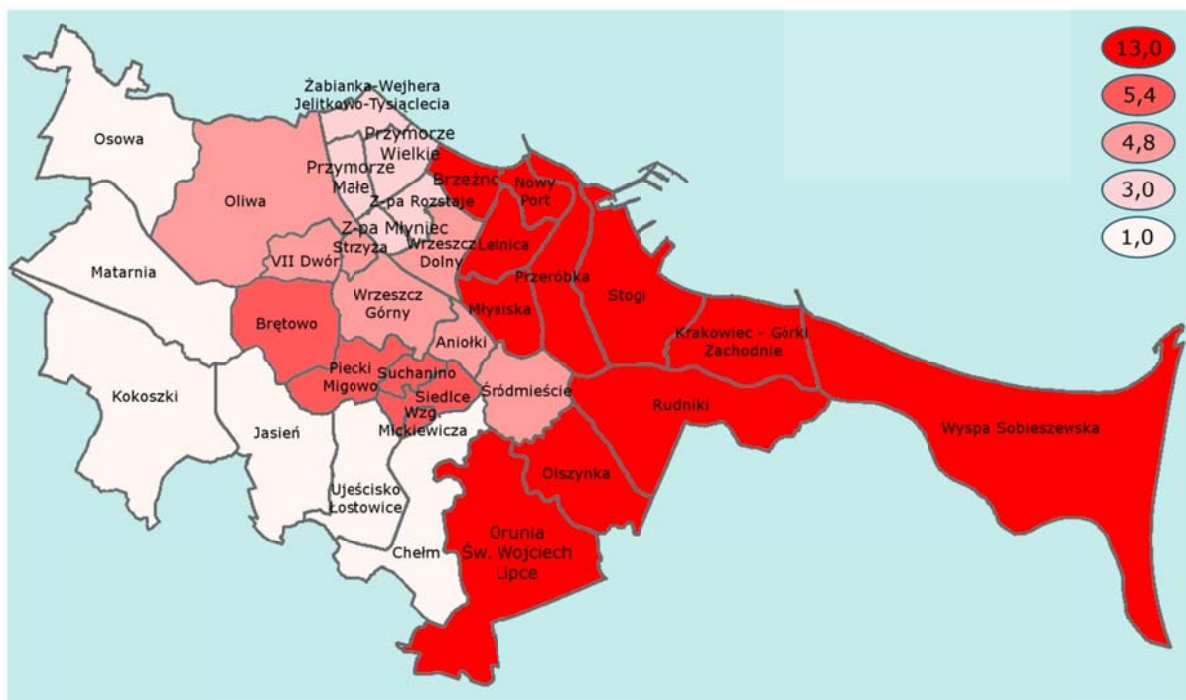 13,0
5,4
4,8
3,0
1,0
Żabianka-Wejhera
Jelitkowo-Tysiąclecia
Osowa
Przymorze
Wielkie
Przymorze
Małe
Brzeźno
Nowy
Port
Oliwa
Z-pa Rozstaje
Z-pa Młyniec
Strzyża
Wrzeszcz
Dolny
Letnica
VII Dwór
Matarnia
Przeróbka
Stogi
Wrzeszcz
Górny
Młyniska
Brętowo
Aniołki
Krakowiec - Górki
Zachodnie
Piecki
Migowo
Suchanino
Siedlce
Śródmieście
Kokoszki
Wzg.
Mickiewicza
Rudniki
Jasień
Wyspa Sobieszewska
Olszynka
Ujeścisko
Łostowice
Orunia
Św. Wojciech
Lipce
Chełm